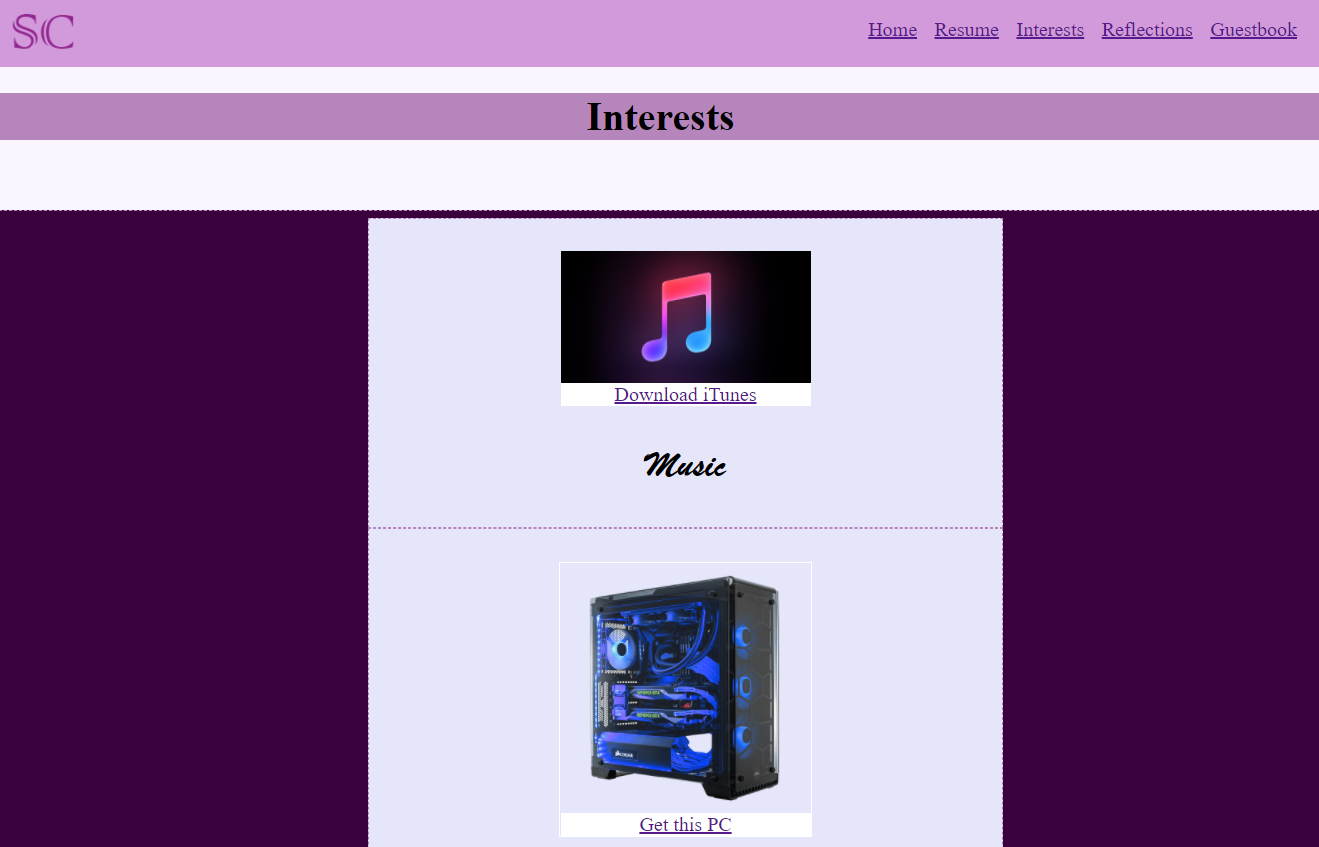 SC
Home Resume Interests Reflections Guestbook
Interests
Download iTunes
Music
Get this PC